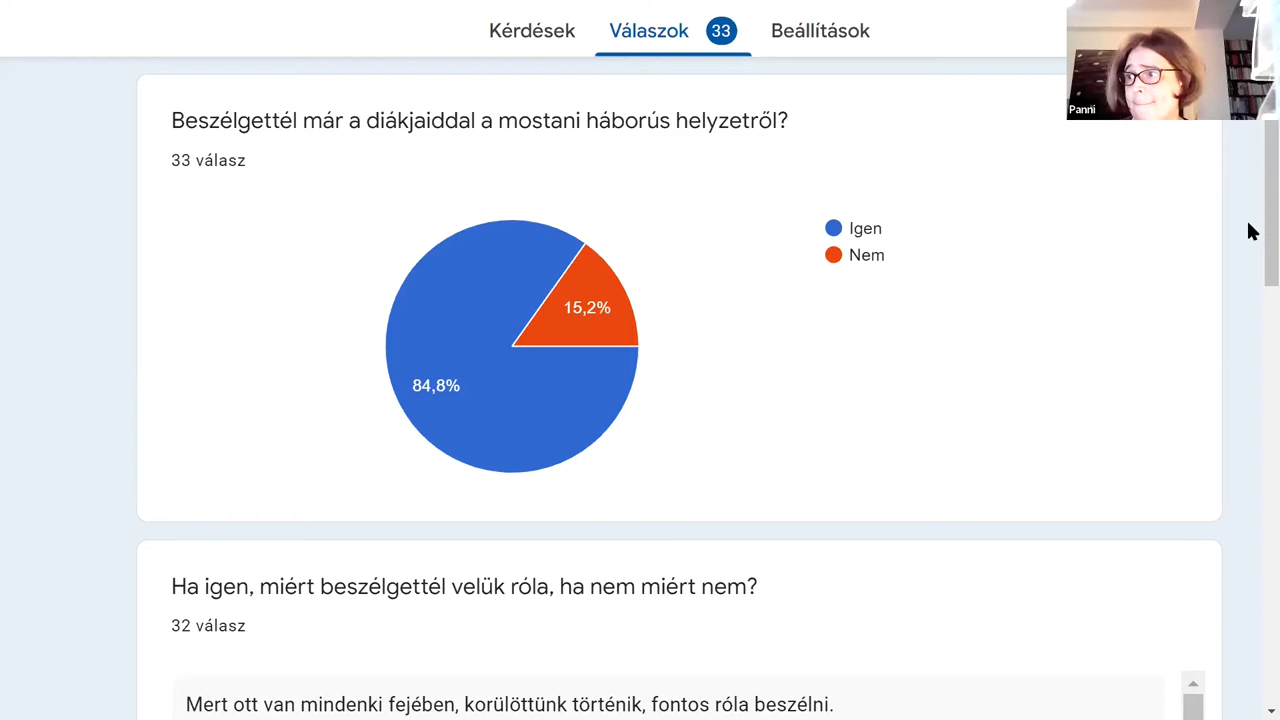 Kérdések
Válaszok 33
Beállítások
Panni
Beszélgettél már a diákjaiddal a mostani háborús helyzetről?
33 válasz
Igen
Nem
15,2%
84,8%
Ha igen, miért beszélgettél velük róla, ha nem miért nem?
32 válasz
Mert ott van mindenki fejében, korülöttünk történik, fontos róla beszélni.